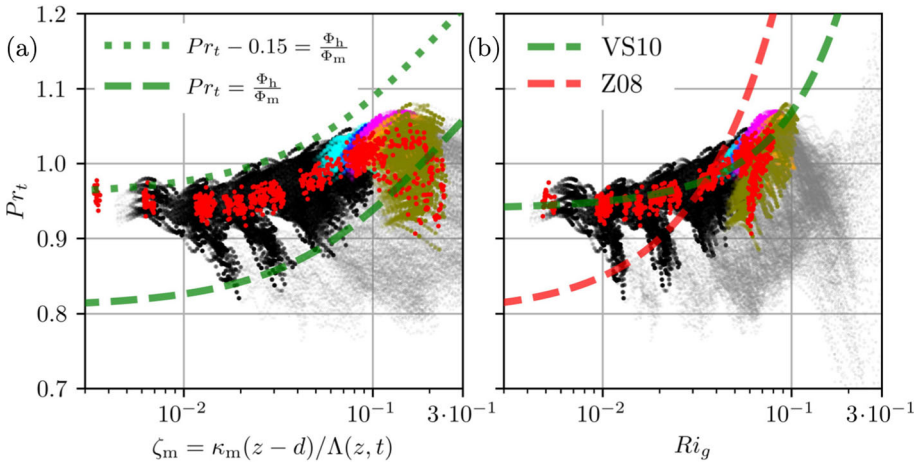 (a)
Pr_t − 0.15 = Φ_h/Φ_m
Pr_t = Φ_h/Φ_m
1.2
1.1
1.0
0.9
0.8
0.7
Pr_t
10⁻²
10⁻¹
3·10⁻¹
ζ_m = κ_m(z − d)/Λ(z, t)
(b)
VS10
Z08
10⁻²
10⁻¹
3·10⁻¹
Ri_g